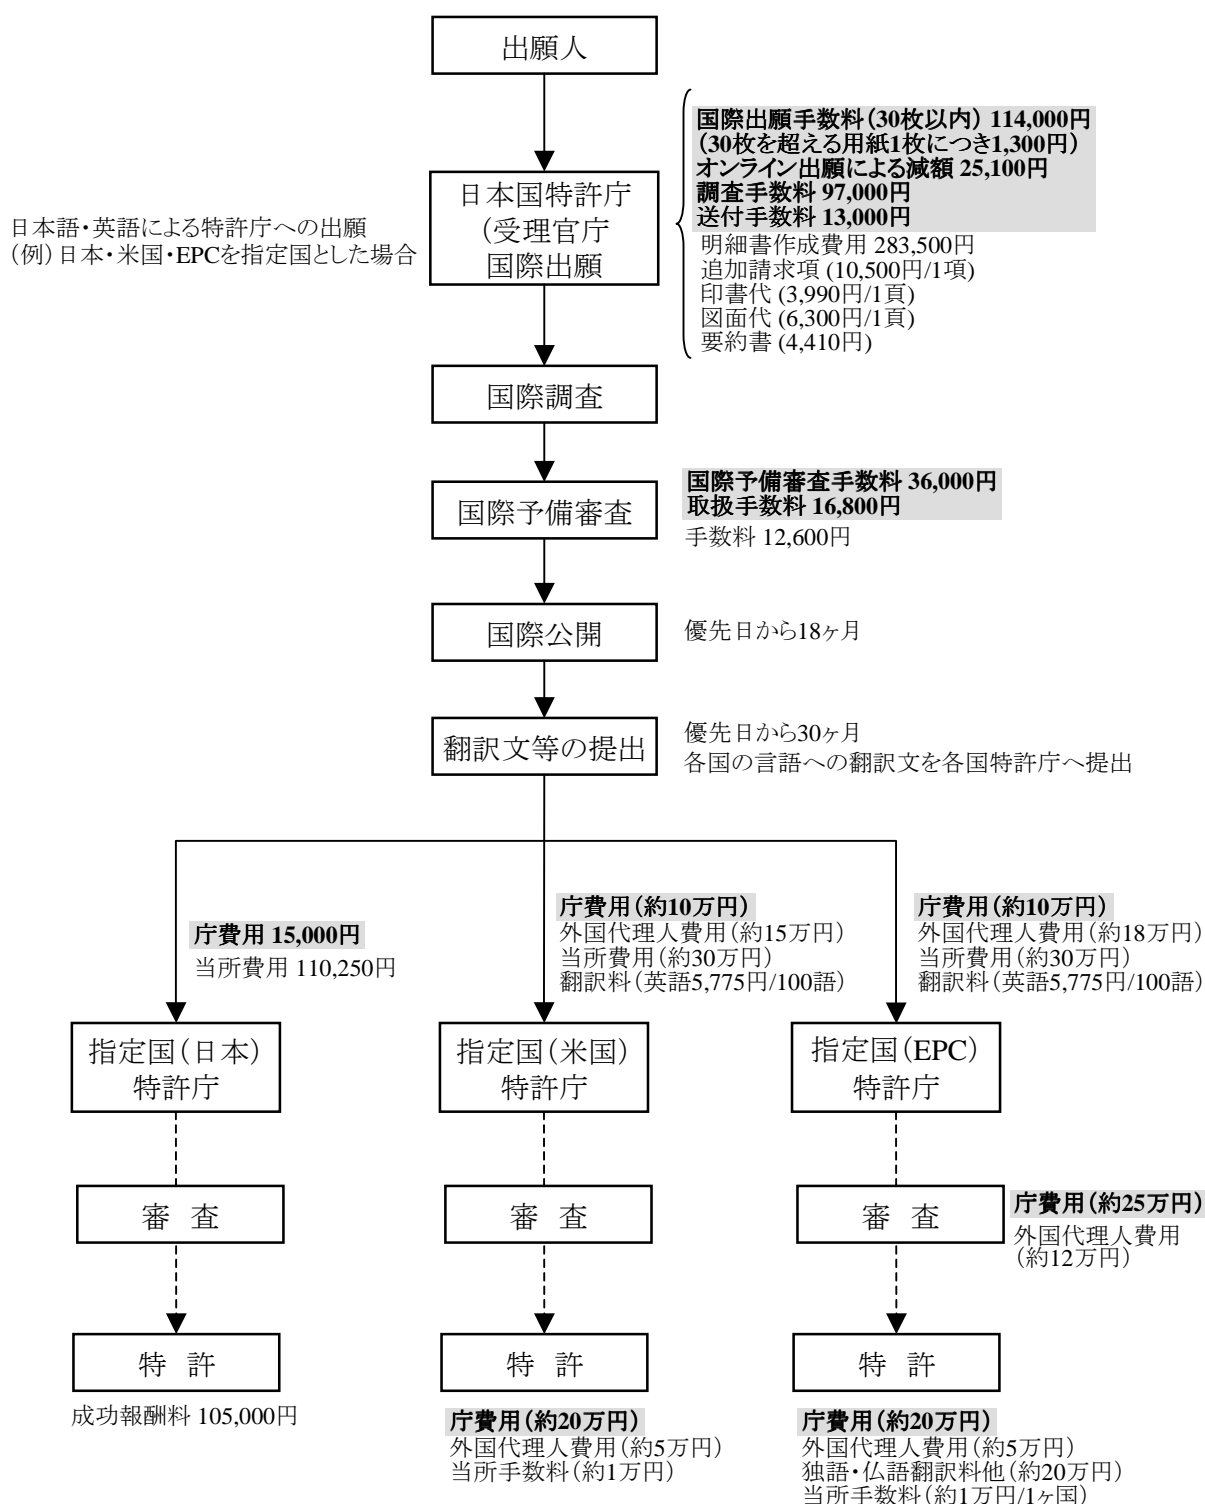 出願人
国際出願手数料（30枚以内） 114,000円
（30枚を超える用紙1枚につき1,300円）
オンライン出願による減額 25,100円
調査手数料 97,000円
送付手数料 13,000円
明細書作成費用 283,500円
追加請求項 (10,500円/1項)
印書代 (3,990円/1頁)
図面代 (6,300円/1頁)
要約書 (4,410円)
日本国特許庁
（受理官庁
国際出願
日本語・英語による特許庁への出願
（例）日本・米国・EPCを指定国とした場合
国際調査
国際予備審査
国際予備審査手数料 36,000円
取扱手数料 16,800円
手数料 12,600円
国際公開
優先日から18ヶ月
翻訳文等の提出
優先日から30ヶ月
各国の言語への翻訳文を各国特許庁へ提出
庁費用 15,000円
当所費用 110,250円
庁費用（約10万円）
外国代理人費用（約15万円）
当所費用（約30万円）
翻訳料（英語5,775円/100語）
庁費用（約10万円）
外国代理人費用（約18万円）
当所費用（約30万円）
翻訳料（英語5,775円/100語）
指定国（日本）
特許庁
指定国（米国）
特許庁
指定国（EPC）
特許庁
審 査
審 査
審 査
庁費用（約25万円）
外国代理人費用
（約12万円）
特 許
特 許
特 許
成功報酬料 105,000円
庁費用（約20万円）
外国代理人費用（約5万円）
当所手数料（約1万円）
庁費用（約20万円）
外国代理人費用（約5万円）
独語・仏語翻訳料他（約20万円）
当所手数料（約1万円/1ヶ国）